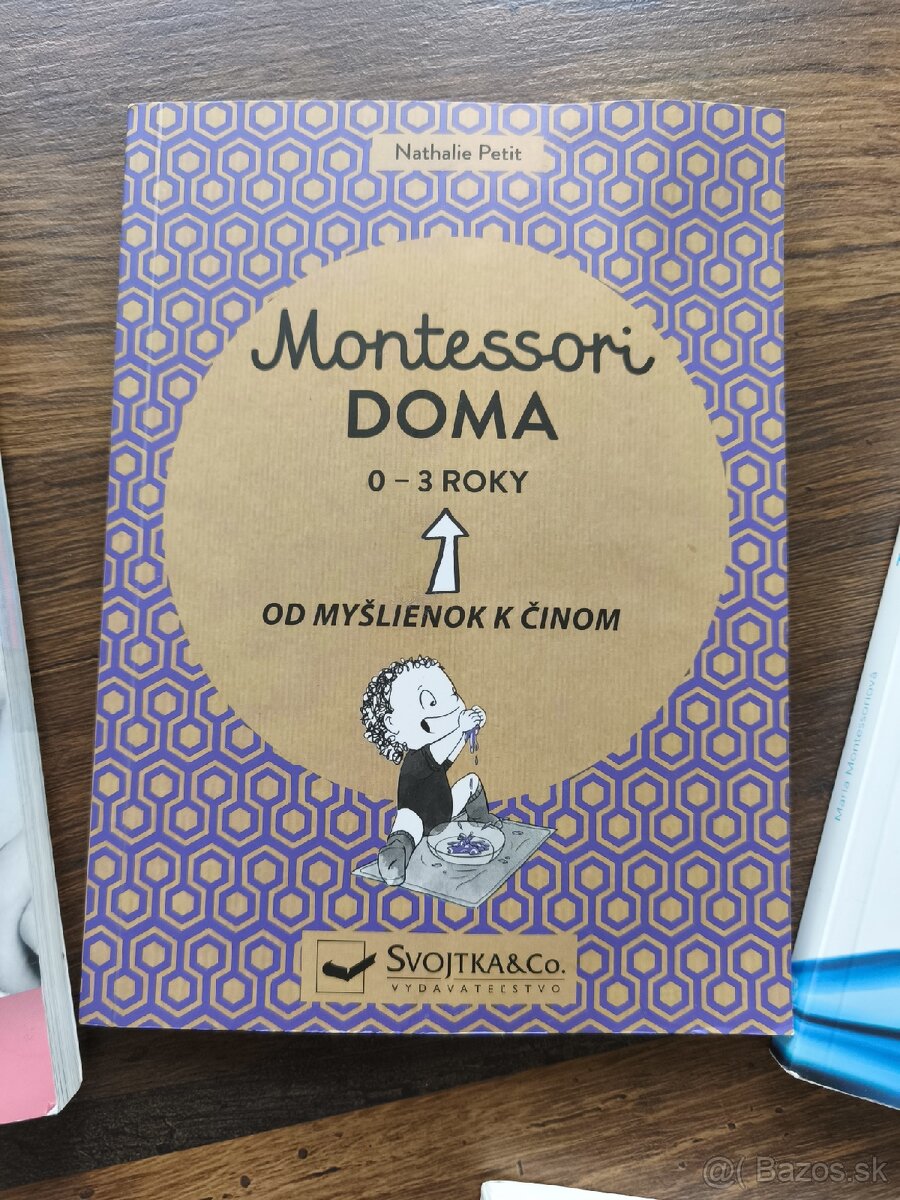 Nathalie Petit
Montessori
DOMA
0 – 3 ROKY
OD MYŠLIENOK K ČINOM
SVOJTKA&CO.
VYDAVATEĽSTVO
Maria Montessoriová
@( Bazos.sk